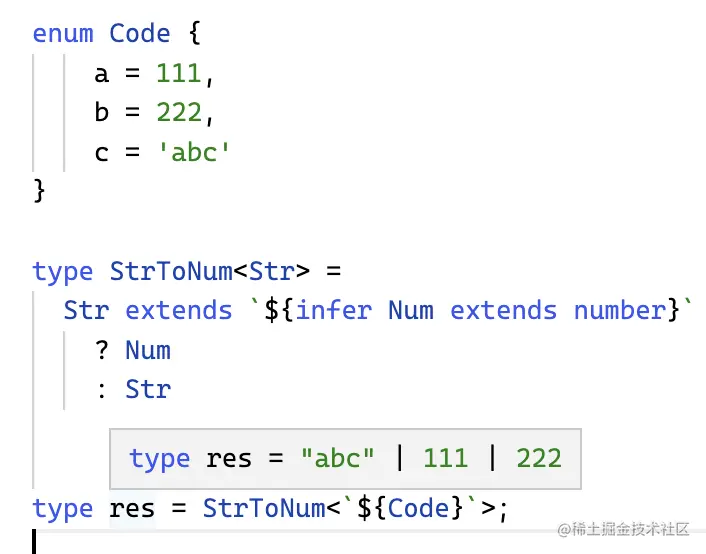 enum Code {
a = 111,
b = 222,
c = 'abc'
}
type StrToNum<Str> =
Str extends `${infer Num extends number}`
? Num
: Str
type res = "abc" | 111 | 222
type res = StrToNum<`${Code}`>;
@稀土掘金技术社区